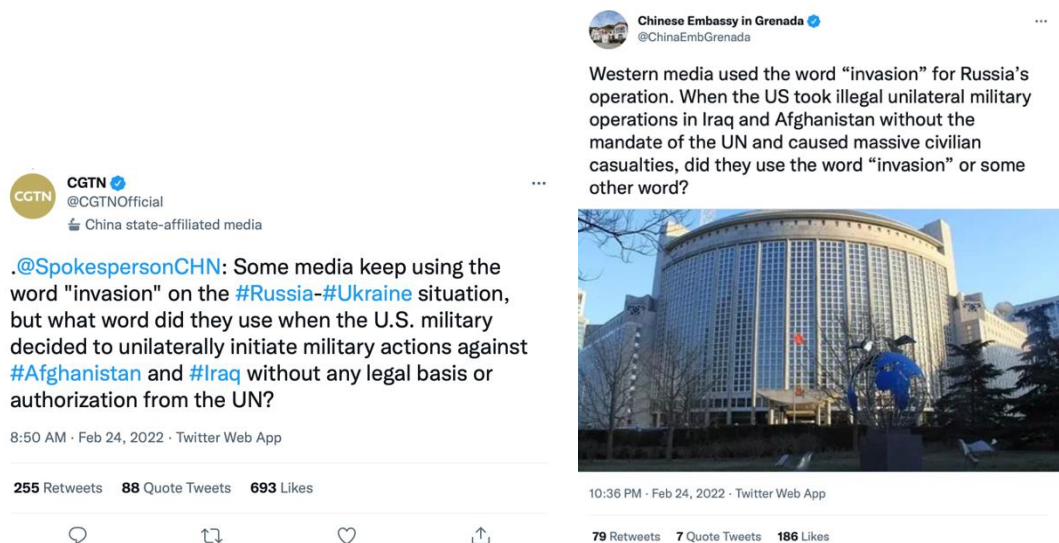 CGTN
CGTN
@CGTNOfficial
China state-affiliated media
.@SpokespersonCHN: Some media keep using the
word "invasion" on the #Russia-#Ukraine situation,
but what word did they use when the U.S. military
decided to unilaterally initiate military actions against
#Afghanistan and #Iraq without any legal basis or
authorization from the UN?
8:50 AM · Feb 24, 2022 · Twitter Web App
255 Retweets 88 Quote Tweets 693 Likes
Chinese Embassy in Grenada
@ChinaEmbGrenada
Western media used the word “invasion” for Russia’s
operation. When the US took illegal unilateral military
operations in Iraq and Afghanistan without the
mandate of the UN and caused massive civilian
casualties, did they use the word “invasion” or some
other word?
10:36 PM · Feb 24, 2022 · Twitter Web App
79 Retweets 7 Quote Tweets 186 Likes